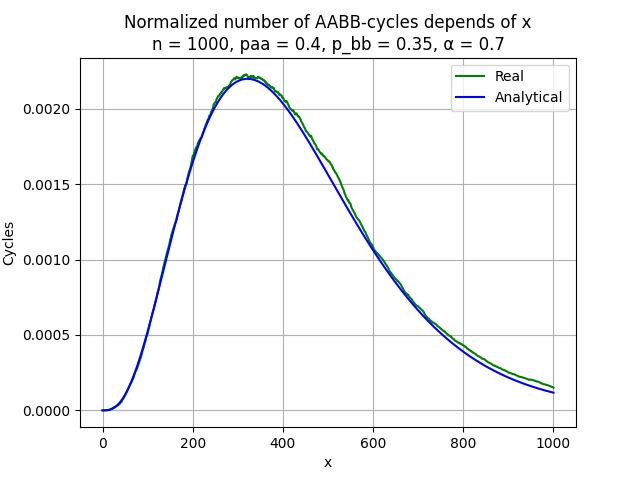 Normalized number of AABB-cycles depends of x
n = 1000, paa = 0.4, p_bb = 0.35, α = 0.7
Real
Analytical
0.0020
0.0015
0.0010
0.0005
0.0000
Cycles
0 200 400 600 800 1000
x